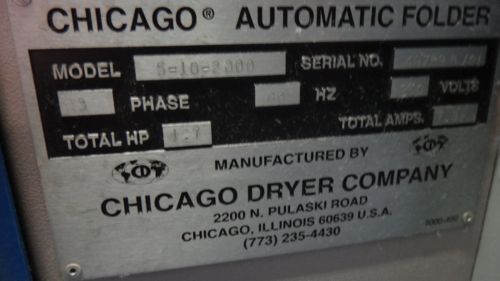 CHICAGO® AUTOMATIC FOLDER
MODEL SERIAL NO.
3 PHASE HZ VOLTS
TOTAL HP TOTAL AMPS.
MANUFACTURED BY
CHICAGO DRYER COMPANY
2200 N. PULASKI ROAD
CHICAGO, ILLINOIS 60639 U.S.A.
(773) 235-4430